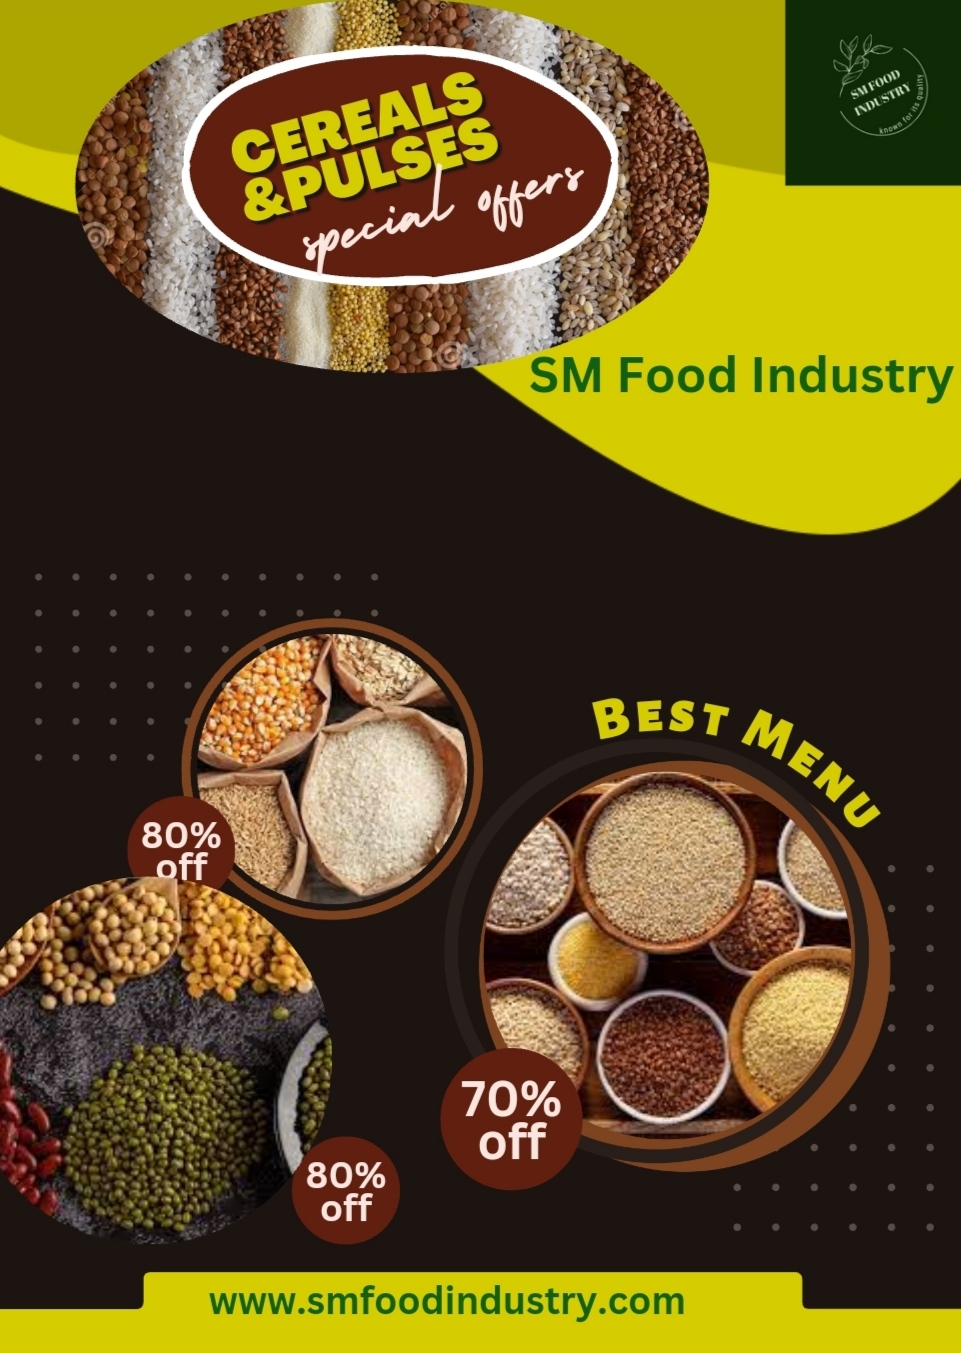 CEREALS
&PULSES
special offers
SM FOOD
INDUSTRY
known for its quality
SM Food Industry
BEST MENU
80%
off
70%
off
80%
off
www.smfoodindustry.com